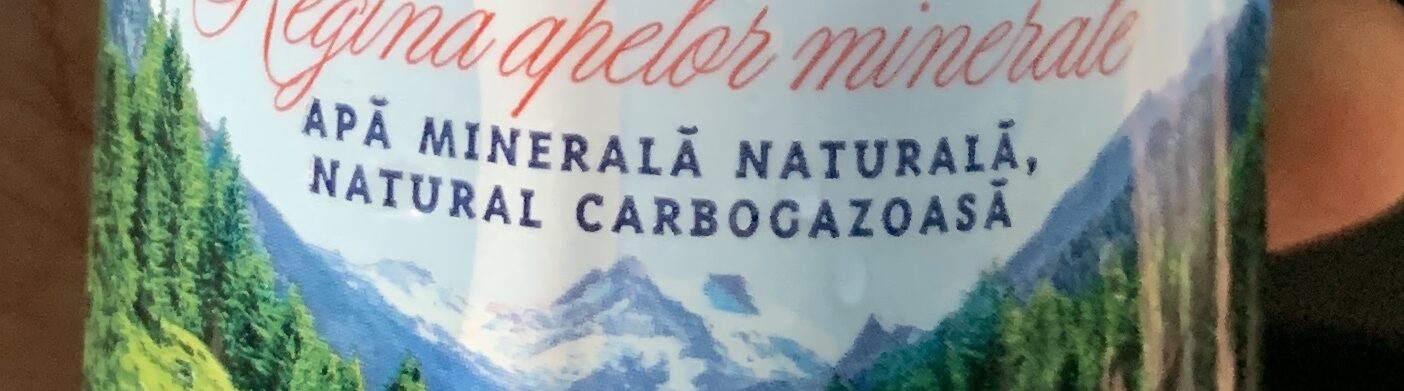 Regina apelor minerale
APĂ MINERALĂ NATURALĂ,
NATURAL CARBOGAZOASĂ